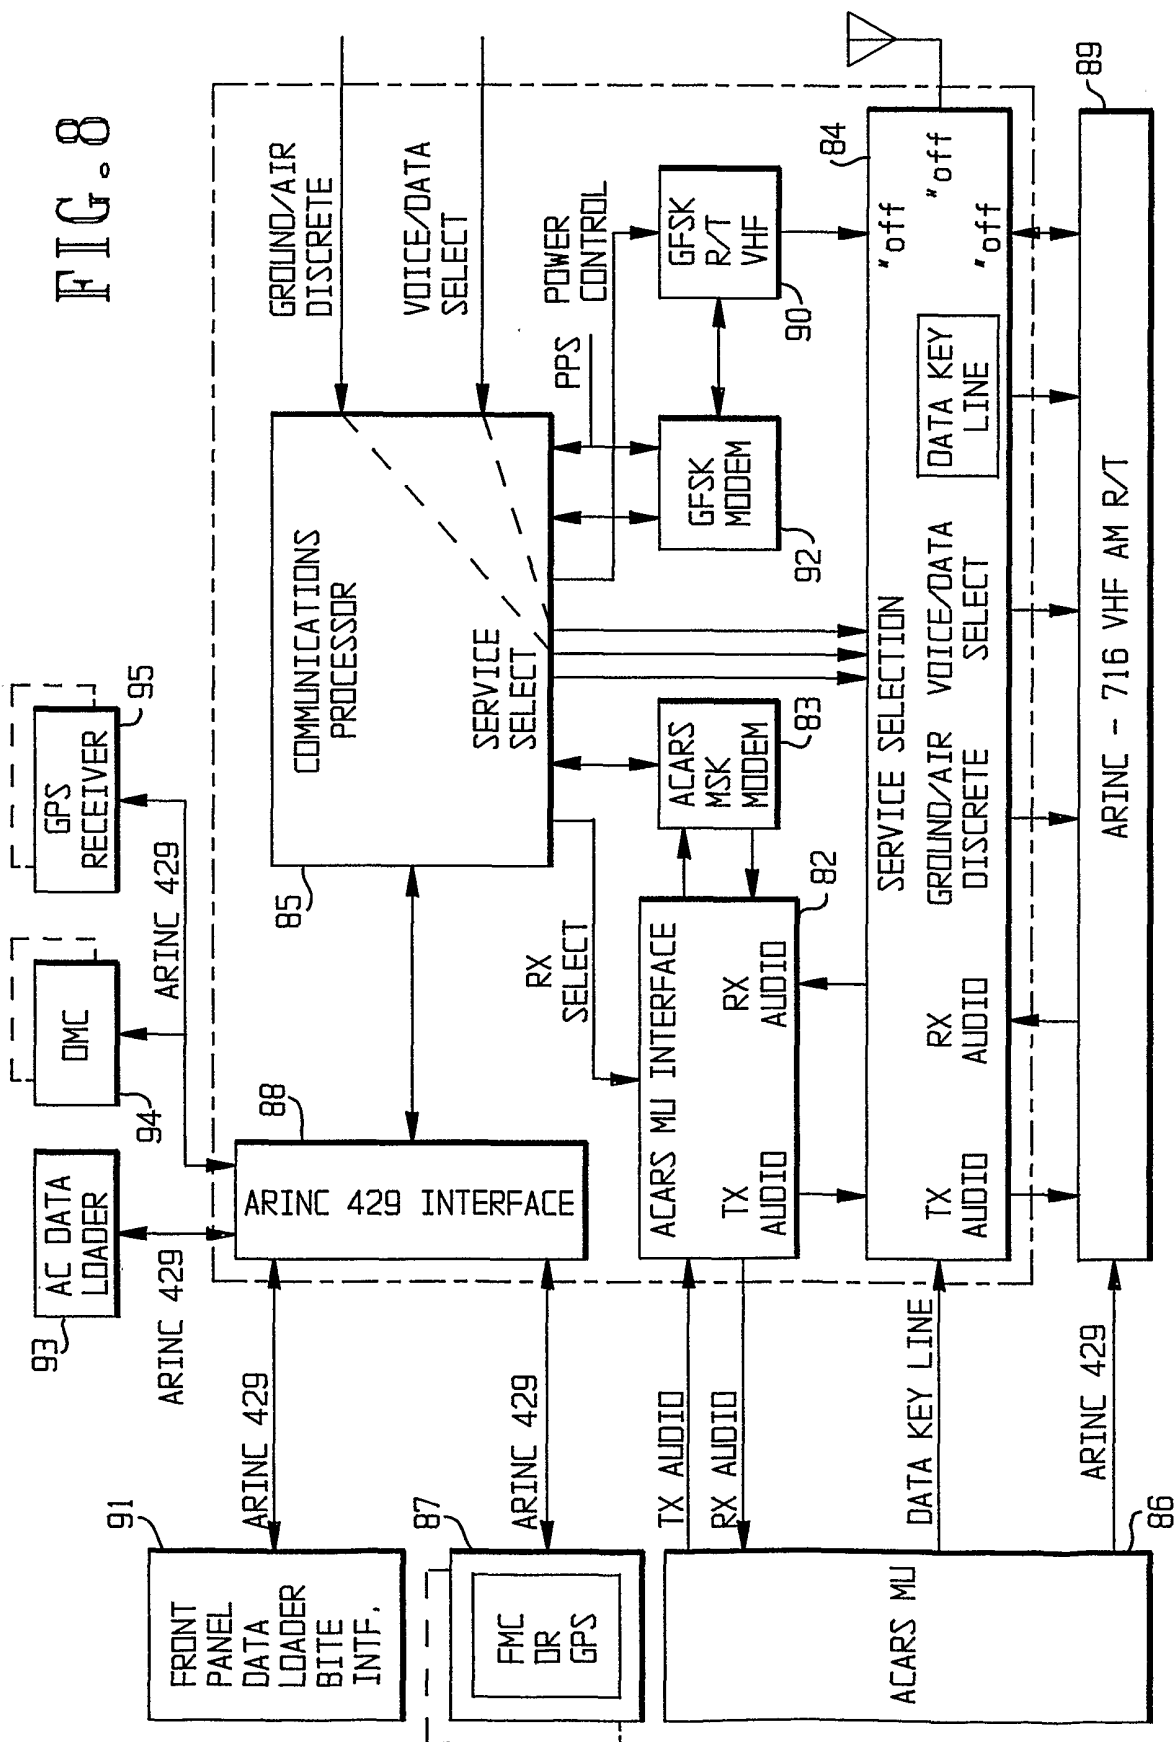 FIG.8
93
AC DATA
LOADER
94
OMC
95
GPS
RECEIVER
ARINC 429
ARINC 429
91
FRONT
PANEL
DATA
LOADER
BITE
INTF.
ARINC 429
88
ARINC 429 INTERFACE
85
COMMUNICATIONS
PROCESSOR
SERVICE
SELECT
GROUND/AIR
DISCRETE
VOICE/DATA
SELECT
87
FMC
OR
GPS
ARINC 429
RX
SELECT
PPS
POWER
CONTROL
86
ACARS MU
TX AUDIO
RX AUDIO
DATA KEY LINE
ARINC 429
82
ACARS MU INTERFACE
TX
AUDIO
RX
AUDIO
83
ACARS
MSK
MODEM
92
GFSK
MODEM
90
GFSK
R/T
VHF
84
SERVICE SELECTION
TX
AUDIO
RX
AUDIO
GROUND/AIR
DISCRETE
VOICE/DATA
SELECT
DATA KEY
LINE
"off
"off
"off
89
ARINC - 716 VHF AM R/T